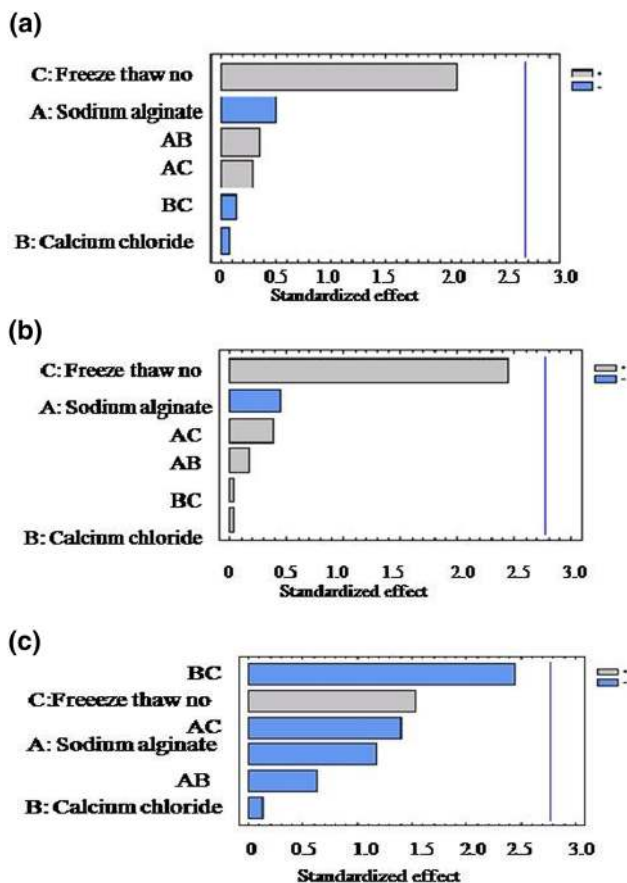 (a)
C: Freeze thaw no
A: Sodium alginate
AB
AC
BC
B: Calcium chloride
0 0.5 1.0 1.5 2.0 2.5 3.0
Standardized effect
+
-
(b)
C: Freeze thaw no
A: Sodium alginate
AC
AB
BC
B: Calcium chloride
0 0.5 1.0 1.5 2.0 2.5 3.0
Standardized effect
+
-
(c)
BC
C:Freeeze thaw no
AC
A: Sodium alginate
AB
B: Calcium chloride
0 0.5 1.0 1.5 2.0 2.5 3.0
Standardized effect
+
-